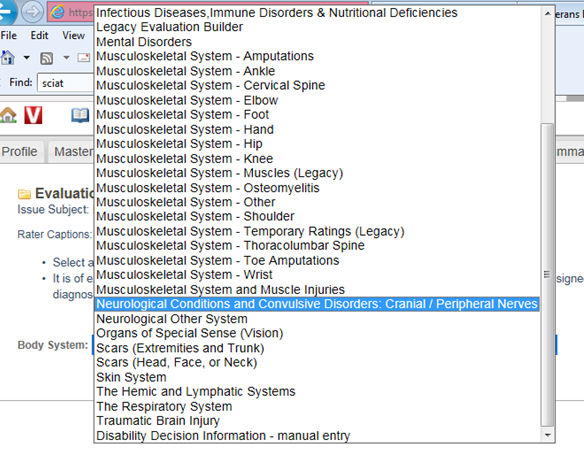 https
File Edit View
Find: sciat
erans
Profile Master
mma
Evaluatio
Issue Subject:
Rater Captions:
• Select a
• It is of e
signe
diagnos
Body System:
Infectious Diseases,Immune Disorders & Nutritional Deficiencies
Legacy Evaluation Builder
Mental Disorders
Musculoskeletal System - Amputations
Musculoskeletal System - Ankle
Musculoskeletal System - Cervical Spine
Musculoskeletal System - Elbow
Musculoskeletal System - Foot
Musculoskeletal System - Hand
Musculoskeletal System - Hip
Musculoskeletal System - Knee
Musculoskeletal System - Muscles (Legacy)
Musculoskeletal System - Osteomyelitis
Musculoskeletal System - Other
Musculoskeletal System - Shoulder
Musculoskeletal System - Temporary Ratings (Legacy)
Musculoskeletal System - Thoracolumbar Spine
Musculoskeletal System - Toe Amputations
Musculoskeletal System - Wrist
Musculoskeletal System and Muscle Injuries
Neurological Conditions and Convulsive Disorders: Cranial / Peripheral Nerves
Neurological Other System
Organs of Special Sense (Vision)
Scars (Extremities and Trunk)
Scars (Head, Face, or Neck)
Skin System
The Hemic and Lymphatic Systems
The Respiratory System
Traumatic Brain Injury
Disability Decision Information - manual entry